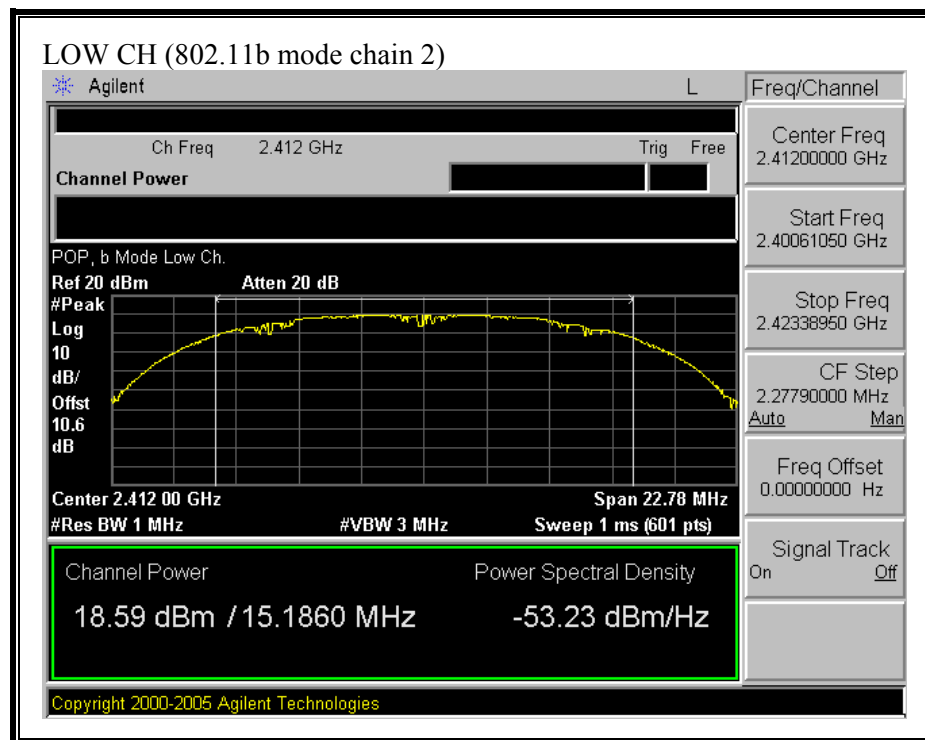 LOW CH (802.11b mode chain 2)
Agilent L Freq/Channel
Ch Freq 2.412 GHz Trig Free
Channel Power
Center Freq
2.41200000 GHz
Start Freq
2.40061050 GHz
POP, b Mode Low Ch.
Ref 20 dBm Atten 20 dB
#Peak
Log
10
dB/
Offst
10.6
dB
Stop Freq
2.42338950 GHz
CF Step
2.27790000 MHz
Auto Man
Freq Offset
0.00000000 Hz
Center 2.412 00 GHz Span 22.78 MHz
#Res BW 1 MHz #VBW 3 MHz Sweep 1 ms (601 pts)
Signal Track
On Off
Channel Power Power Spectral Density
18.59 dBm / 15.1860 MHz -53.23 dBm/Hz
Copyright 2000-2005 Agilent Technologies